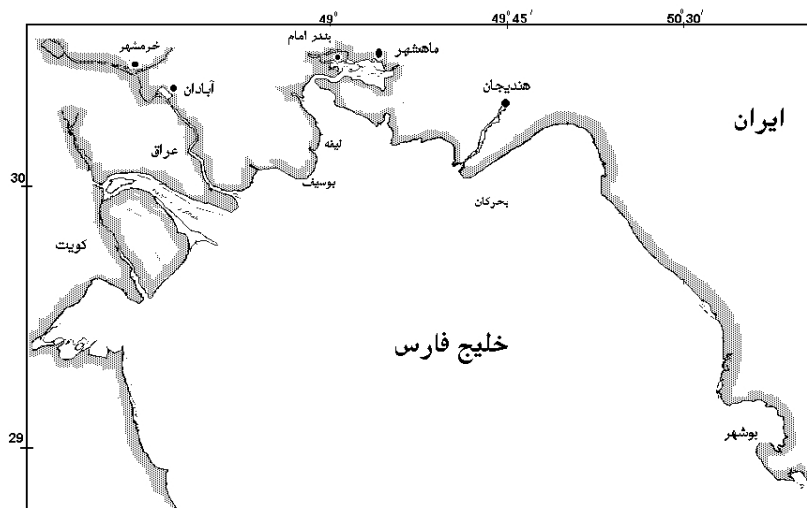 49°
49°45'
50°30'
بندر امام
خرمشهر
ماهشهر
آبادان
هندیجان
ایران
لیفه
عراق
بوسیف
30
بحرکان
کویت
خلیج فارس
29
بوشهر